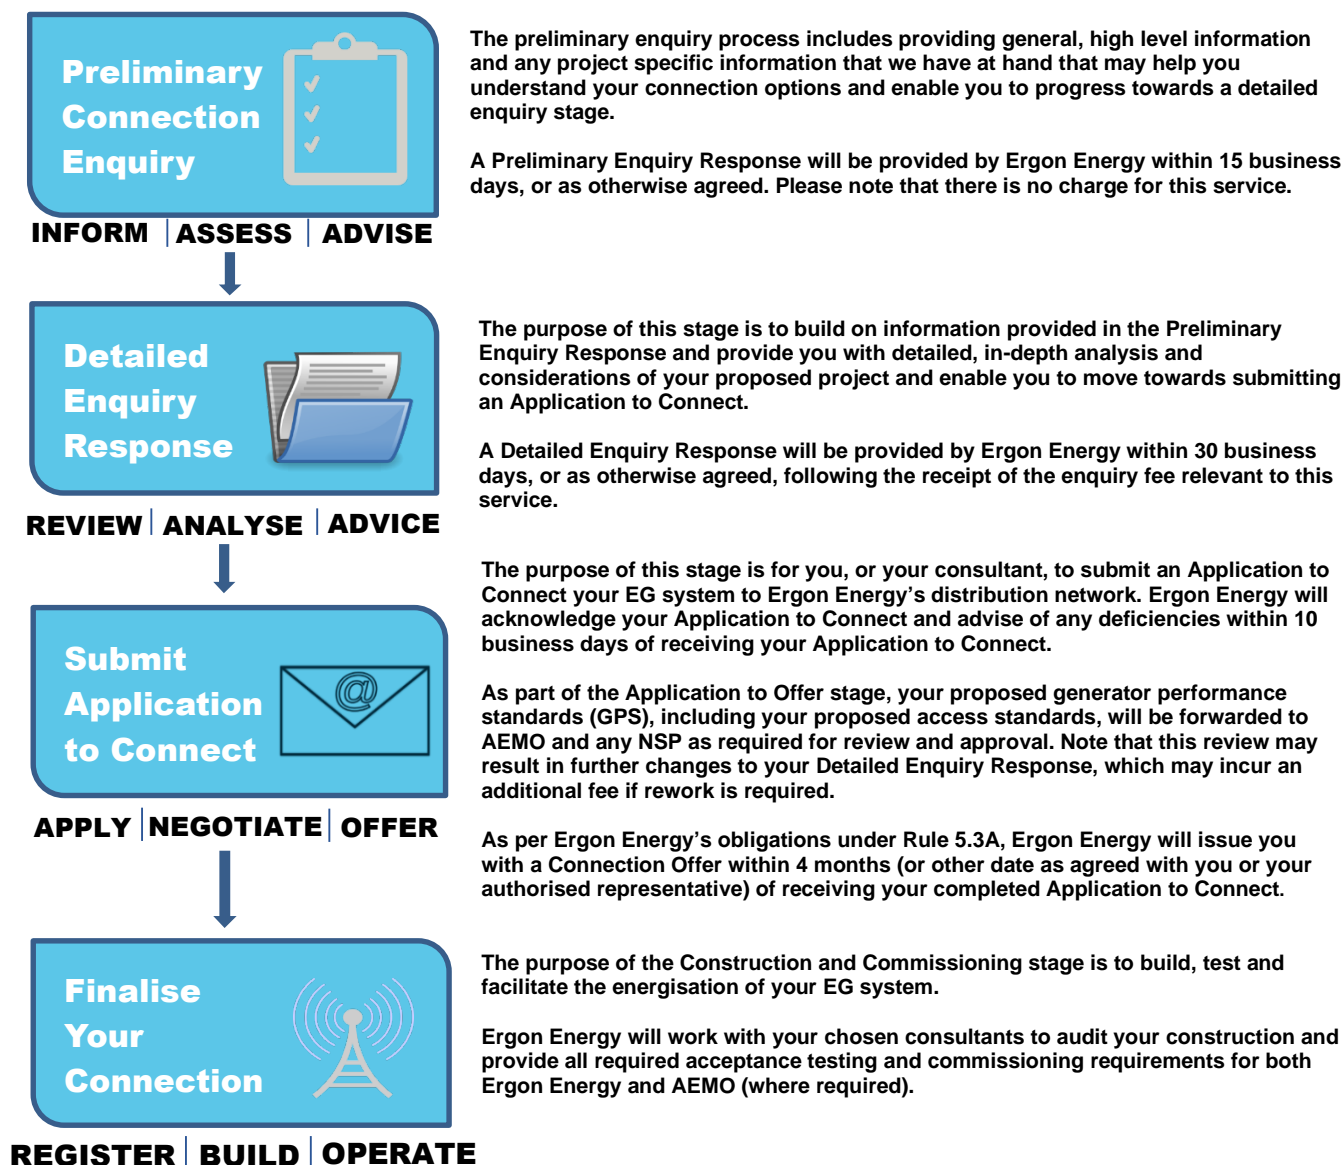 Preliminary
Connection
Enquiry
INFORM | ASSESS | ADVISE
The preliminary enquiry process includes providing general, high level information
and any project specific information that we have at hand that may help you
understand your connection options and enable you to progress towards a detailed
enquiry stage.
A Preliminary Enquiry Response will be provided by Ergon Energy within 15 business
days, or as otherwise agreed. Please note that there is no charge for this service.
Detailed
Enquiry
Response
REVIEW | ANALYSE | ADVICE
The purpose of this stage is to build on information provided in the Preliminary
Enquiry Response and provide you with detailed, in-depth analysis and
considerations of your proposed project and enable you to move towards submitting
an Application to Connect.
A Detailed Enquiry Response will be provided by Ergon Energy within 30 business
days, or as otherwise agreed, following the receipt of the enquiry fee relevant to this
service.
Submit
Application
to Connect
@
APPLY | NEGOTIATE | OFFER
The purpose of this stage is for you, or your consultant, to submit an Application to
Connect your EG system to Ergon Energy's distribution network. Ergon Energy will
acknowledge your Application to Connect and advise of any deficiencies within 10
business days of receiving your Application to Connect.
As part of the Application to Offer stage, your proposed generator performance
standards (GPS), including your proposed access standards, will be forwarded to
AEMO and any NSP as required for review and approval. Note that this review may
result in further changes to your Detailed Enquiry Response, which may incur an
additional fee if rework is required.
As per Ergon Energy's obligations under Rule 5.3A, Ergon Energy will issue you
with a Connection Offer within 4 months (or other date as agreed with you or your
authorised representative) of receiving your completed Application to Connect.
Finalise
Your
Connection
REGISTER | BUILD | OPERATE
The purpose of the Construction and Commissioning stage is to build, test and
facilitate the energisation of your EG system.
Ergon Energy will work with your chosen consultants to audit your construction and
provide all required acceptance testing and commissioning requirements for both
Ergon Energy and AEMO (where required).